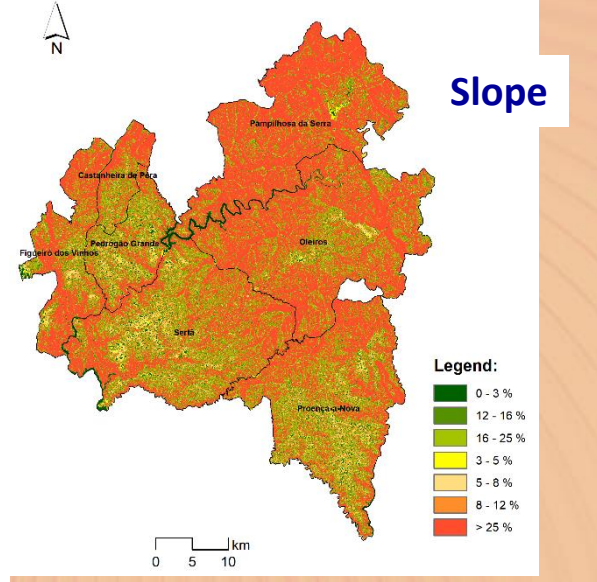 N
Slope
Pampilhosa da Serra
Castanheira de Pera
Pedrogão Grande
Figueiró dos Vinhos
Oleiros
Sertã
Proença-a-Nova
Legend:
0 - 3 %
12 - 16 %
16 - 25 %
3 - 5 %
5 - 8 %
8 - 12 %
> 25 %
km
0 5 10